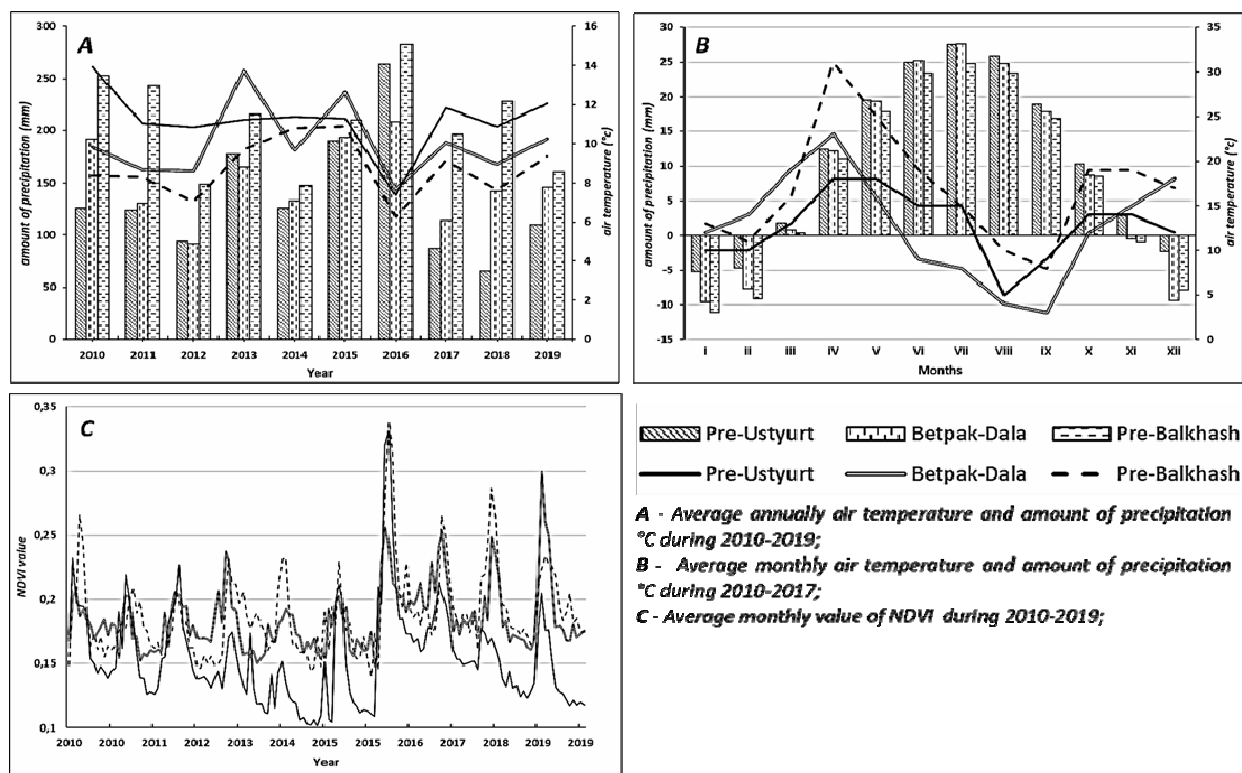 A
amount of precipitation (mm)
300
250
200
150
100
50
0
16
14
12
10
8
6
4
2
0
air temperature (°c)
2010 2011 2012 2013 2014 2015 2016 2017 2018 2019
Year
B
amount of precipitation (mm)
30
25
20
15
10
5
0
-5
-10
-15
35
30
25
20
15
10
5
0
air temperature (°c)
i ii iii iV V Vi Vii Viii iX X Xi Xii
Months
C
NDVI value
0,35
0,3
0,25
0,2
0,15
0,1
2010 2010 2011 2012 2013 2014 2015 2015 2016 2017 2018 2019 2019
Year
Pre-Ustyurt Betpak-Dala Pre-Balkhash
Pre-Ustyurt Betpak-Dala Pre-Balkhash
A - Average annually air temperature and amount of precipitation
°C during 2010-2019;
B - Average monthly air temperature and amount of precipitation
°C during 2010-2017;
C - Average monthly value of NDVI during 2010-2019;